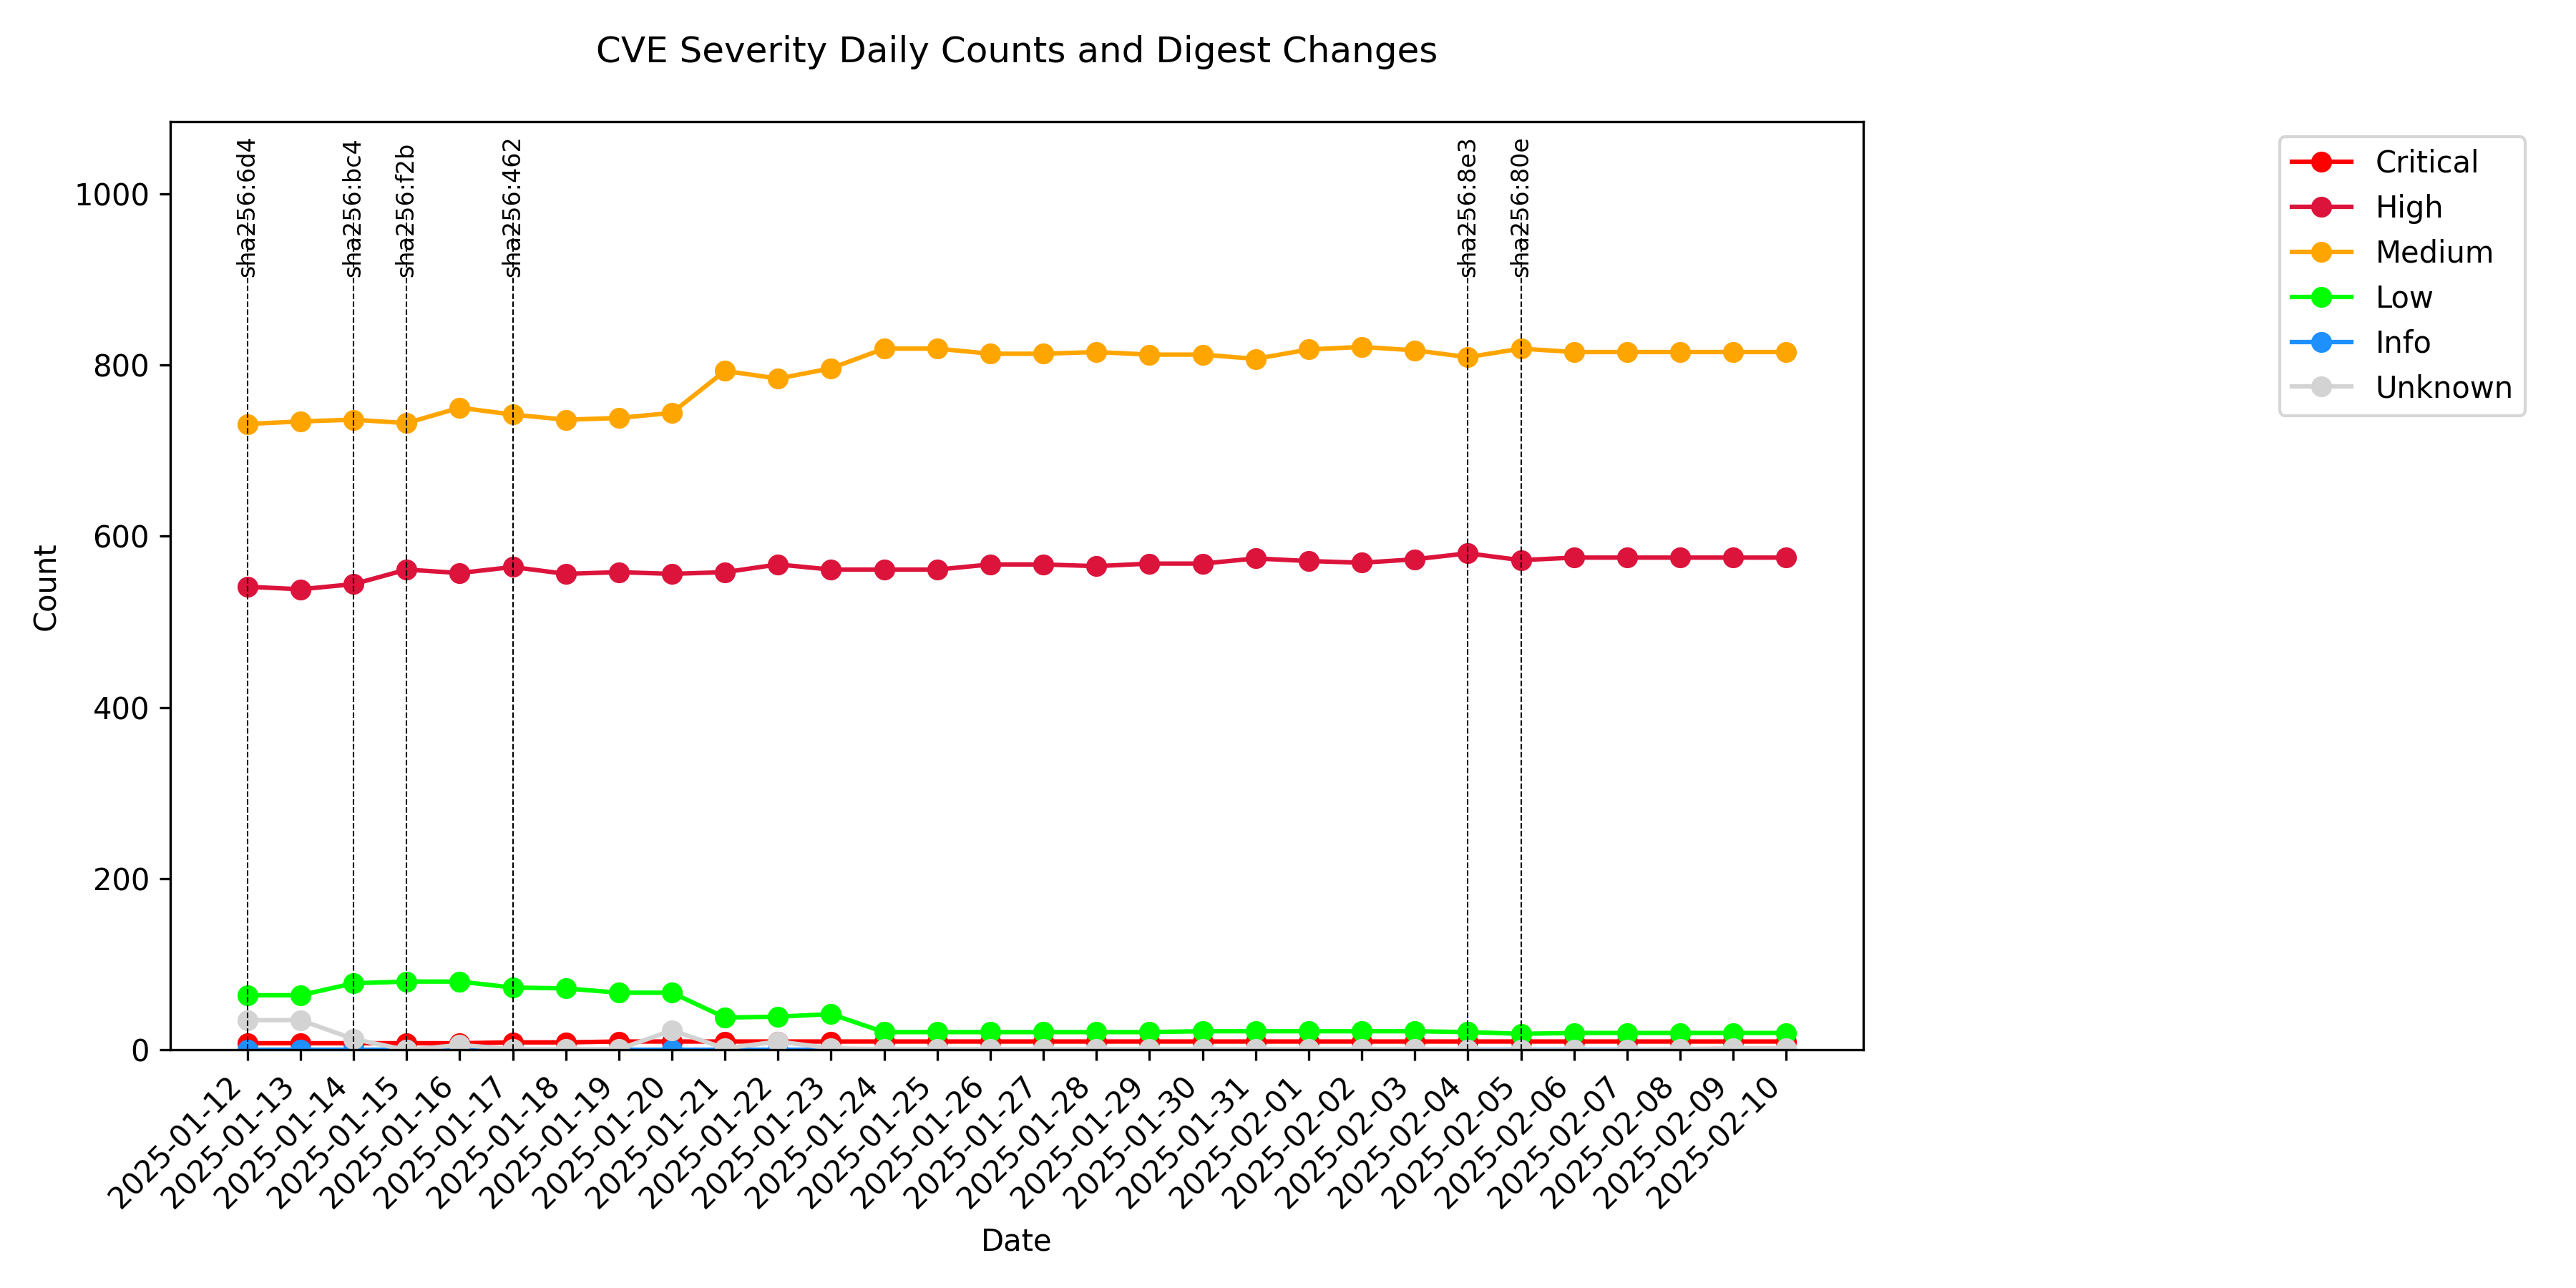 CVE Severity Daily Counts and Digest Changes
sha256:6d4
sha256:bc4
sha256:f2b
sha256:462
sha256:8e3
sha256:80e
Critical
High
Medium
Low
Info
Unknown
1000
800
600
400
200
0
Count
2025-01-12
2025-01-13
2025-01-14
2025-01-15
2025-01-16
2025-01-17
2025-01-18
2025-01-19
2025-01-20
2025-01-21
2025-01-22
2025-01-23
2025-01-24
2025-01-25
2025-01-26
2025-01-27
2025-01-28
2025-01-29
2025-01-30
2025-01-31
2025-02-01
2025-02-02
2025-02-03
2025-02-04
2025-02-05
2025-02-06
2025-02-07
2025-02-08
2025-02-09
2025-02-10
Date